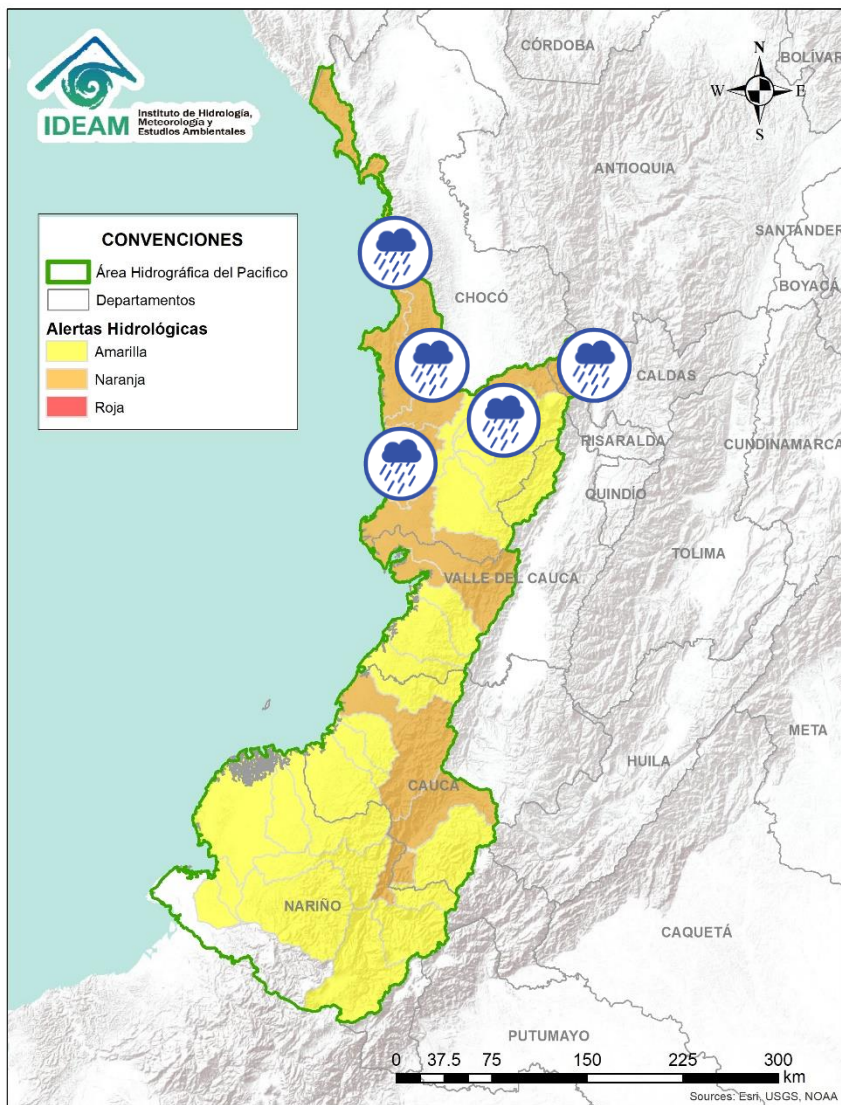 IDEAM
Instituto de Hidrología,
Meteorología y
Estudios Ambientales
CONVENCIONES
Área Hidrográfica del Pacifico
Departamentos
Alertas Hidrológicas
Amarilla
Naranja
Roja
N
W
E
S
CÓRDOBA
BOLÍVAR
ANTIOQUIA
SANTANDER
BOYACÁ
CHOCÓ
CALDAS
RISARALDA
CUNDINAMARCA
QUINDÍO
TOLIMA
VALLE DEL CAUCA
META
HUILA
CAUCA
NARIÑO
CAQUETÁ
PUTUMAYO
0 37.5 75 150 225 300
km
Sources: Esri, USGS, NOAA